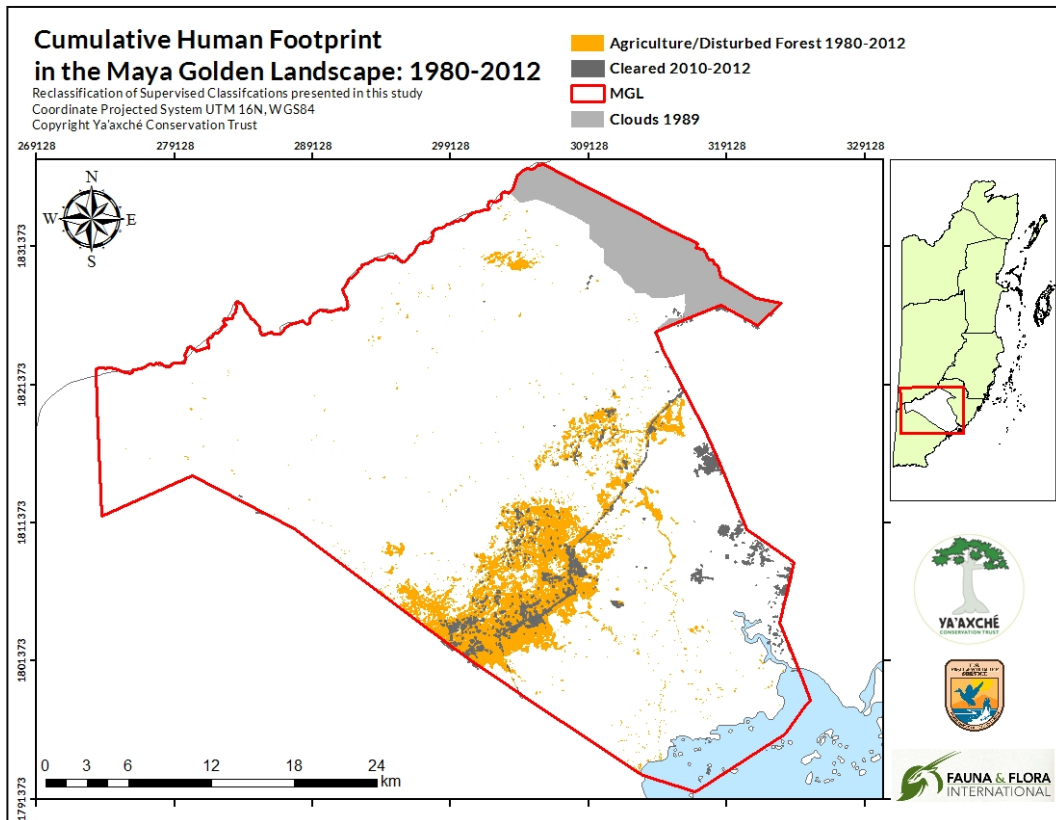 Cumulative Human Footprint
in the Maya Golden Landscape: 1980-2012
Reclassification of Supervised Classifcations presented in this study
Coordinate Projected System UTM 16N, WGS84
Copyright Ya'axché Conservation Trust
Agriculture/Disturbed Forest 1980-2012
Cleared 2010-2012
MGL
Clouds 1989
269128 279128 289128 299128 309128 319128 329128
N
W E
S
1831373
1821373
1811373
1801373
1791373
0 3 6 12 18 24
km
YA'AXCHÉ
CONSERVATION TRUST
U.S.
FISH & WILDLIFE
SERVICE
FAUNA & FLORA
INTERNATIONAL